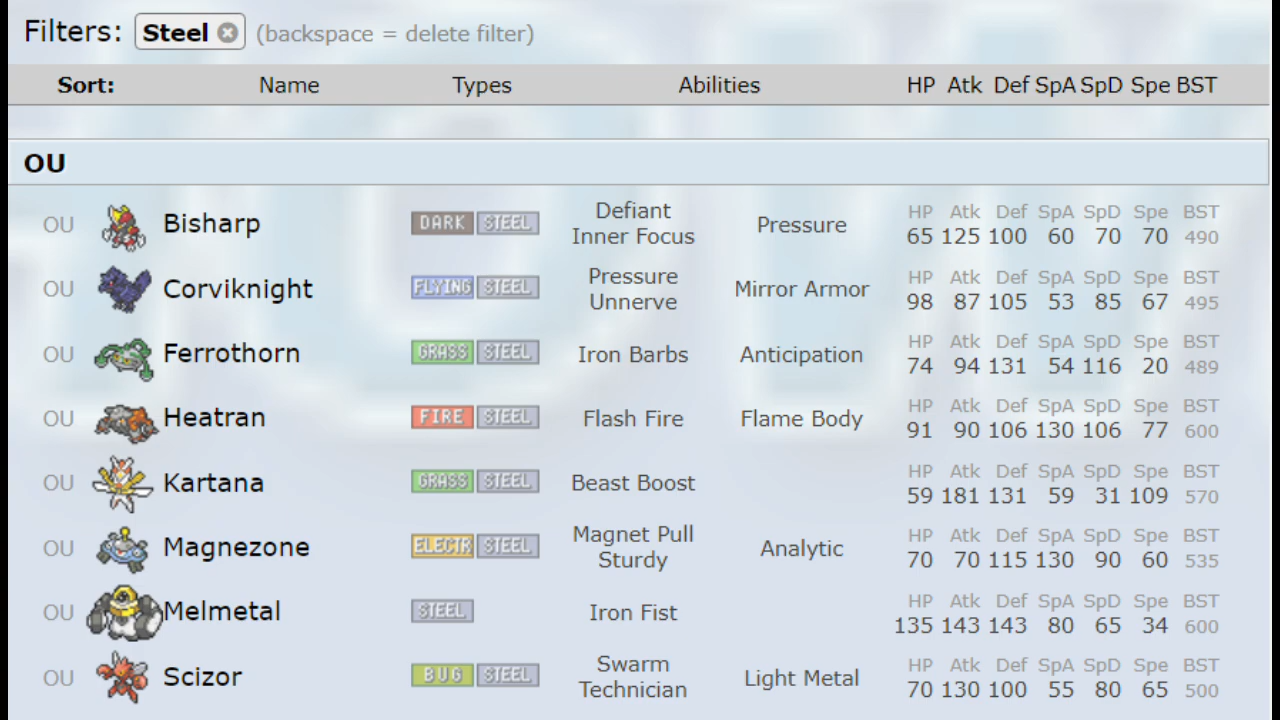 Filters: Steel (backspace = delete filter)
Sort: Name Types Abilities HP Atk Def SpA SpD Spe BST
OU
OU Bisharp DARK STEEL Defiant Inner Focus Pressure HP 65 Atk 125 Def 100 SpA 60 SpD 70 Spe 70 BST 490
OU Corviknight FLYING STEEL Pressure Unnerve Mirror Armor HP 98 Atk 87 Def 105 SpA 53 SpD 85 Spe 67 BST 495
OU Ferrothorn GRASS STEEL Iron Barbs Anticipation HP 74 Atk 94 Def 131 SpA 54 SpD 116 Spe 20 BST 489
OU Heatran FIRE STEEL Flash Fire Flame Body HP 91 Atk 90 Def 106 SpA 130 SpD 106 Spe 77 BST 600
OU Kartana GRASS STEEL Beast Boost HP 59 Atk 181 Def 131 SpA 59 SpD 31 Spe 109 BST 570
OU Magnezone ELECTR STEEL Magnet Pull Sturdy Analytic HP 70 Atk 70 Def 115 SpA 130 SpD 90 Spe 60 BST 535
OU Melmetal STEEL Iron Fist HP 135 Atk 143 Def 143 SpA 80 SpD 65 Spe 34 BST 600
OU Scizor BUG STEEL Swarm Technician Light Metal HP 70 Atk 130 Def 100 SpA 55 SpD 80 Spe 65 BST 500